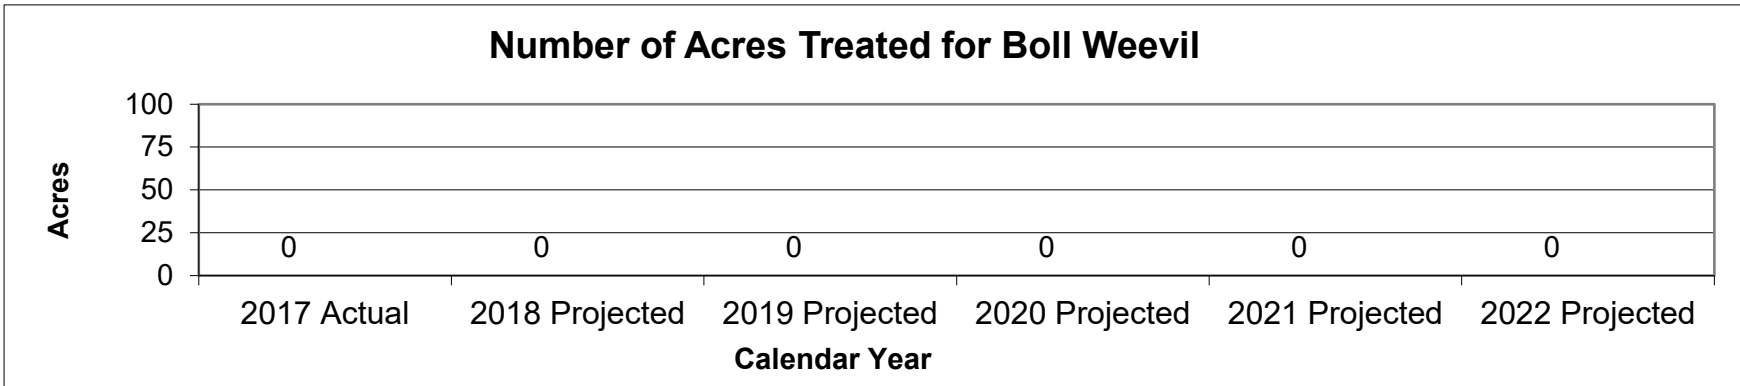 Number of Acres Treated for Boll Weevil
100
75
50
25
0
Acres
0 0 0 0 0 0
2017 Actual 2018 Projected 2019 Projected 2020 Projected 2021 Projected 2022 Projected
Calendar Year